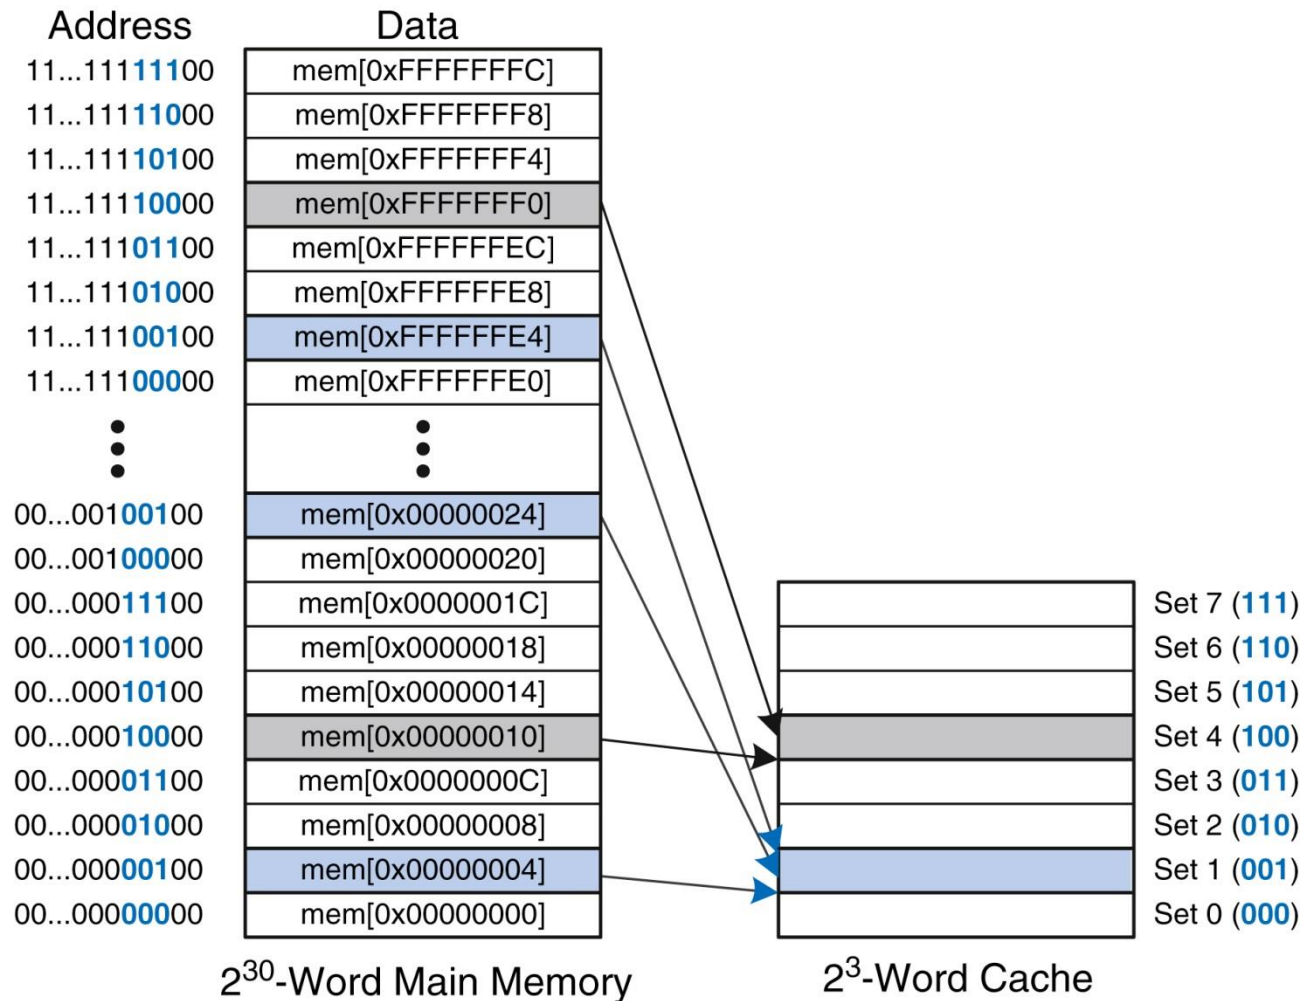 Address Data
11...11111100 mem[0xFFFFFFFC]
11...11111000 mem[0xFFFFFFF8]
11...11110100 mem[0xFFFFFFF4]
11...11110000 mem[0xFFFFFFF0]
11...11101100 mem[0xFFFFFFEC]
11...11101000 mem[0xFFFFFFE8]
11...11100100 mem[0xFFFFFFE4]
11...11100000 mem[0xFFFFFFE0]
00...00100100 mem[0x00000024]
00...00100000 mem[0x00000020]
00...00011100 mem[0x0000001C] Set 7 (111)
00...00011000 mem[0x00000018] Set 6 (110)
00...00010100 mem[0x00000014] Set 5 (101)
00...00010000 mem[0x00000010] Set 4 (100)
00...00001100 mem[0x0000000C] Set 3 (011)
00...00001000 mem[0x00000008] Set 2 (010)
00...00000100 mem[0x00000004] Set 1 (001)
00...00000000 mem[0x00000000] Set 0 (000)
2³⁰-Word Main Memory 2³-Word Cache